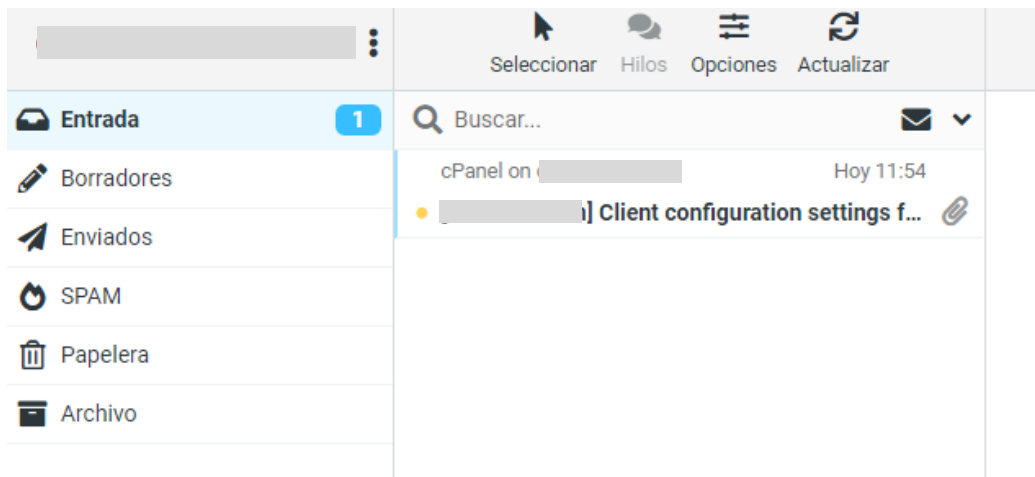 Seleccionar Hilos Opciones Actualizar
Entrada 1
Borradores
Enviados
SPAM
Papelera
Archivo
Buscar...
cPanel on Hoy 11:54
] Client configuration settings f...